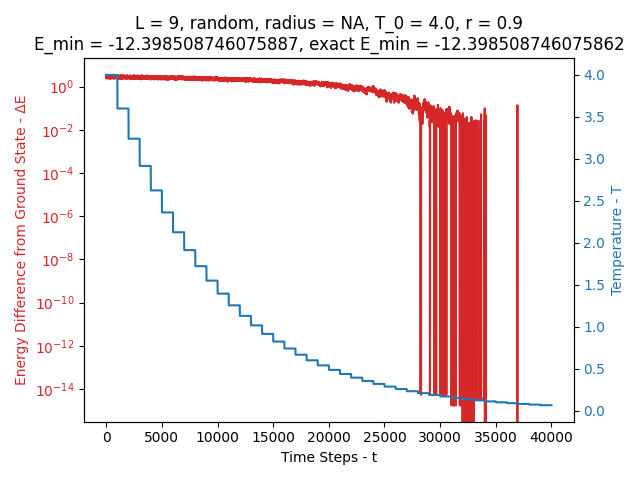 L = 9, random, radius = NA, T_0 = 4.0, r = 0.9
E_min = -12.398508746075887, exact E_min = -12.398508746075862
Energy Difference from Ground State - ΔE
10^0
10^-2
10^-4
10^-6
10^-8
10^-10
10^-12
10^-14
4.0
3.5
3.0
2.5
2.0
1.5
1.0
0.5
0.0
Temperature - T
0 5000 10000 15000 20000 25000 30000 35000 40000
Time Steps - t